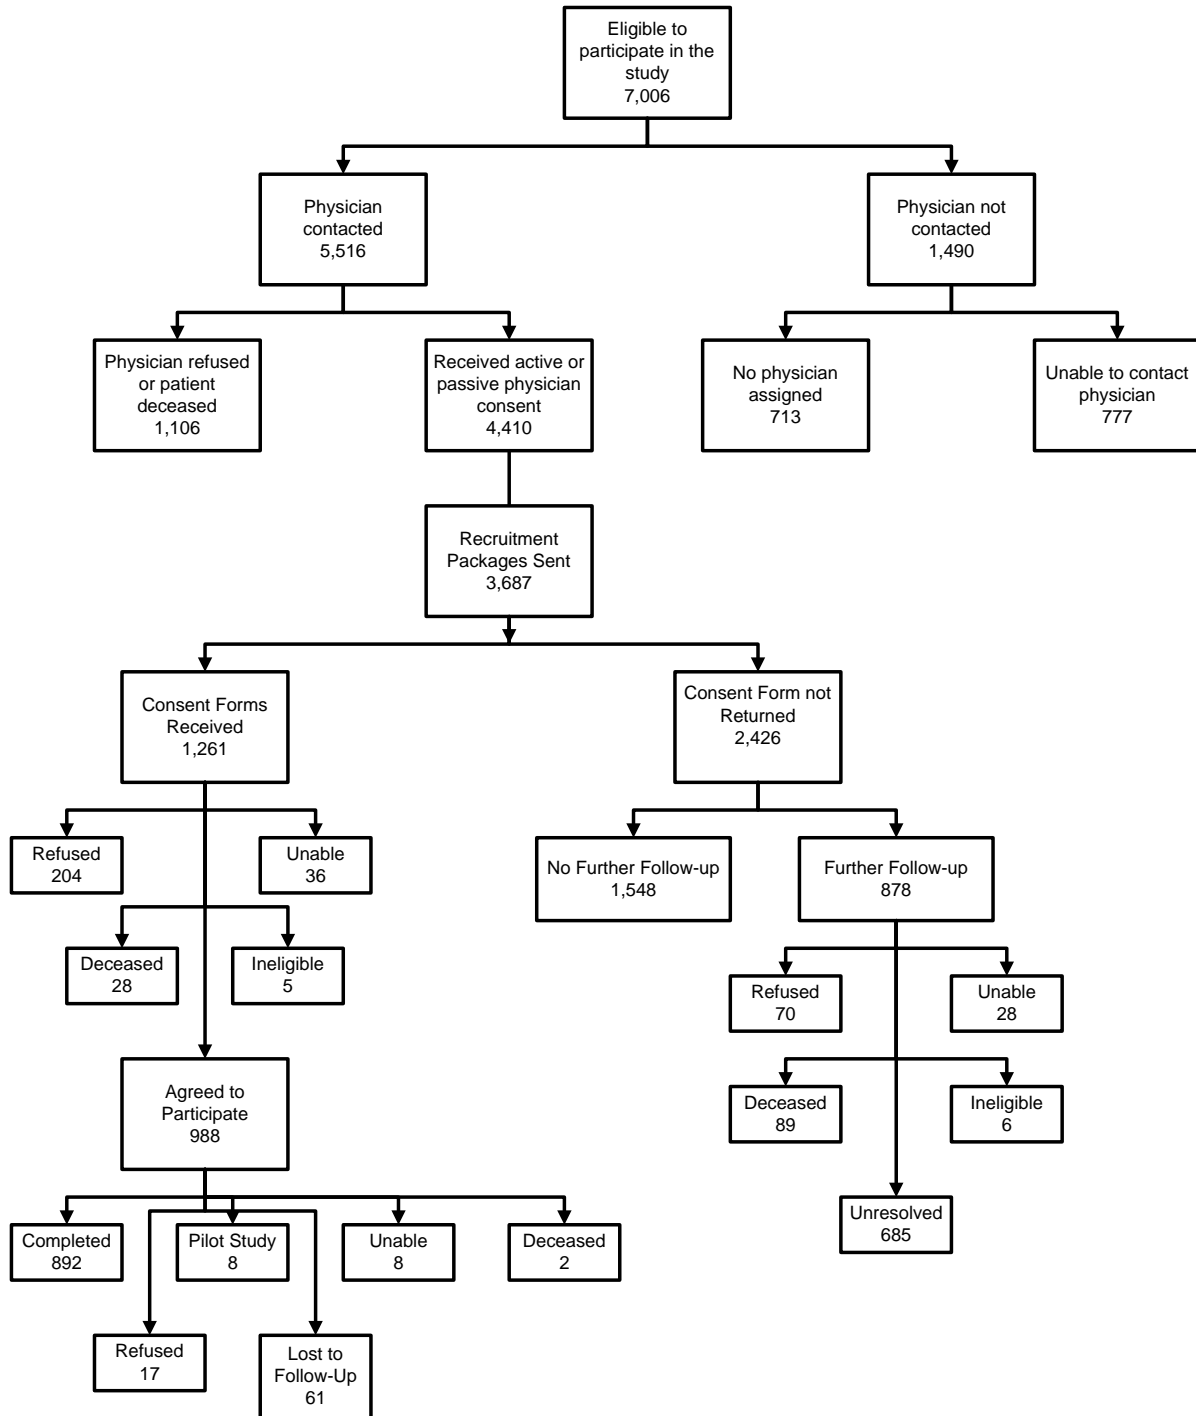 Eligible to
participate in the
study
7,006
Physician
contacted
5,516
Physician not
contacted
1,490
Physician refused
or patient
deceased
1,106
Received active or
passive physician
consent
4,410
No physician
assigned
713
Unable to contact
physician
777
Recruitment
Packages Sent
3,687
Consent Forms
Received
1,261
Consent Form not
Returned
2,426
Refused
204
Unable
36
No Further Follow-up
1,548
Further Follow-up
878
Deceased
28
Ineligible
5
Refused
70
Unable
28
Agreed to
Participate
988
Deceased
89
Ineligible
6
Completed
892
Pilot Study
8
Unable
8
Deceased
2
Unresolved
685
Refused
17
Lost to
Follow-Up
61